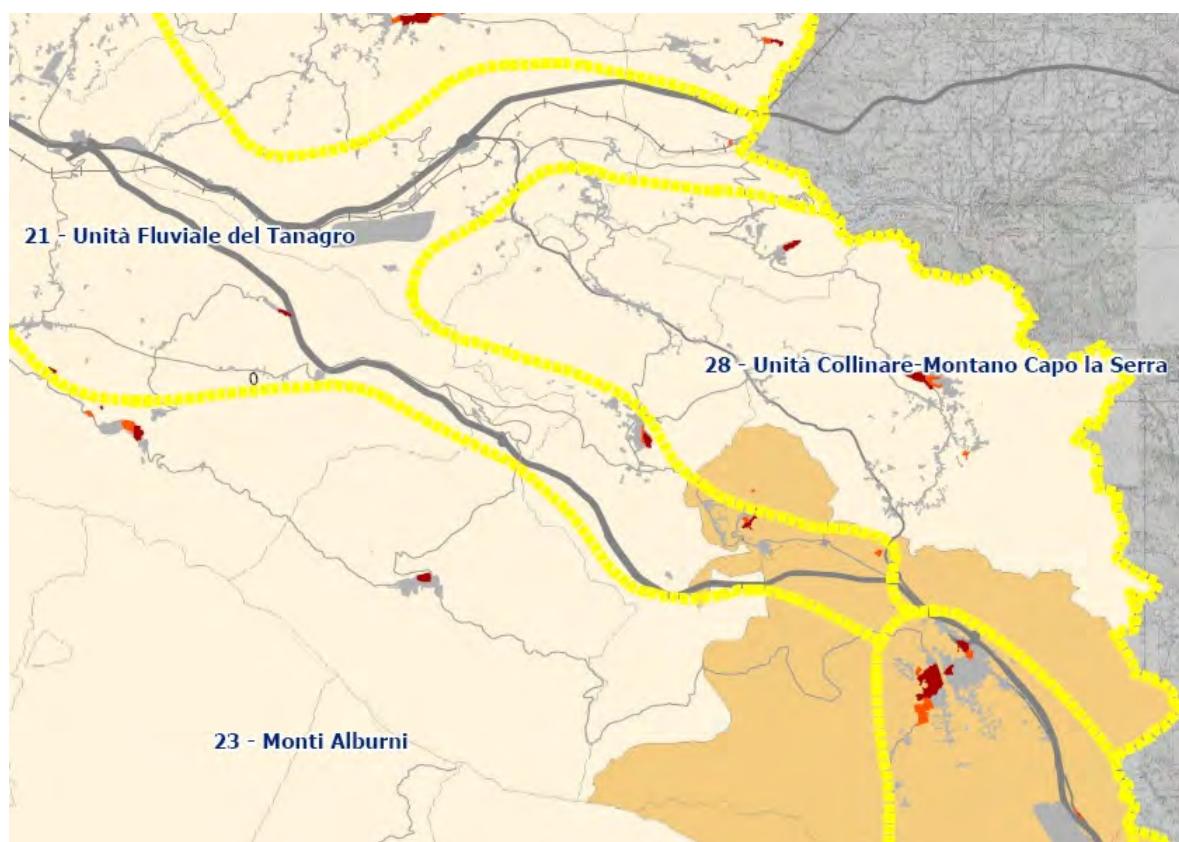 21 - Unità Fluviale del Tanagro
28 - Unità Collinare-Montano Capo la Serra
0
23 - Monti Alburni